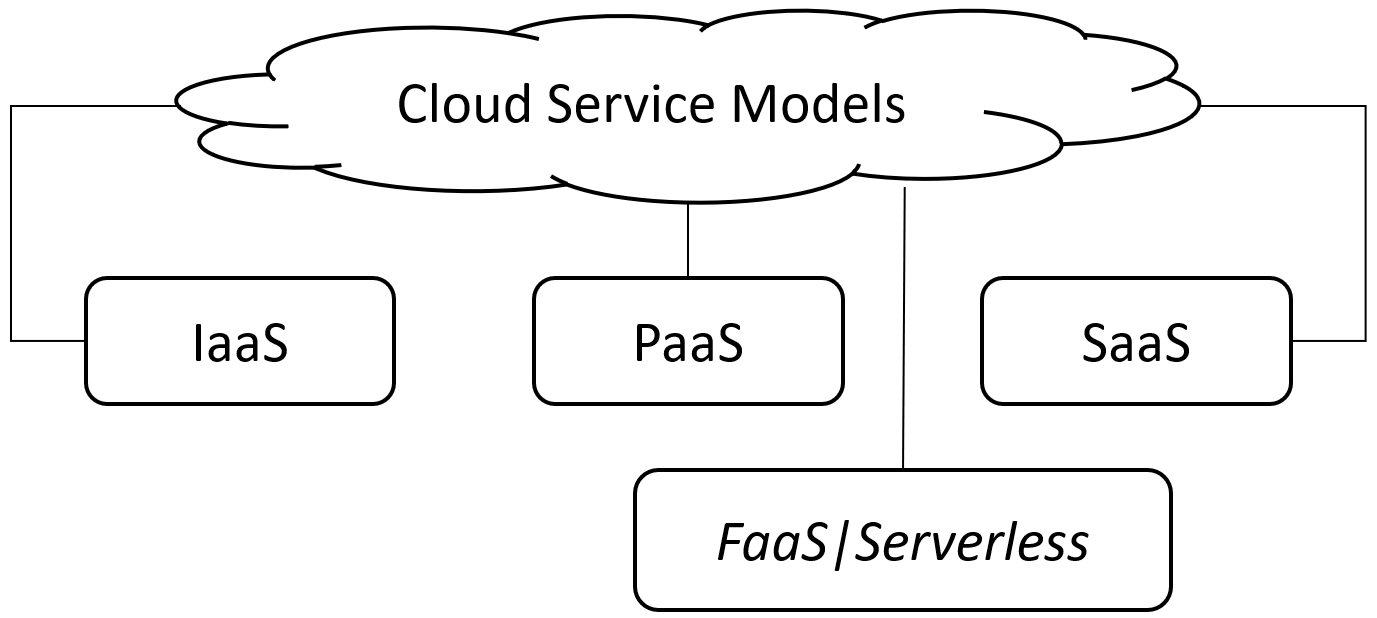 Cloud Service Models
IaaS
PaaS
SaaS
FaaS|Serverless